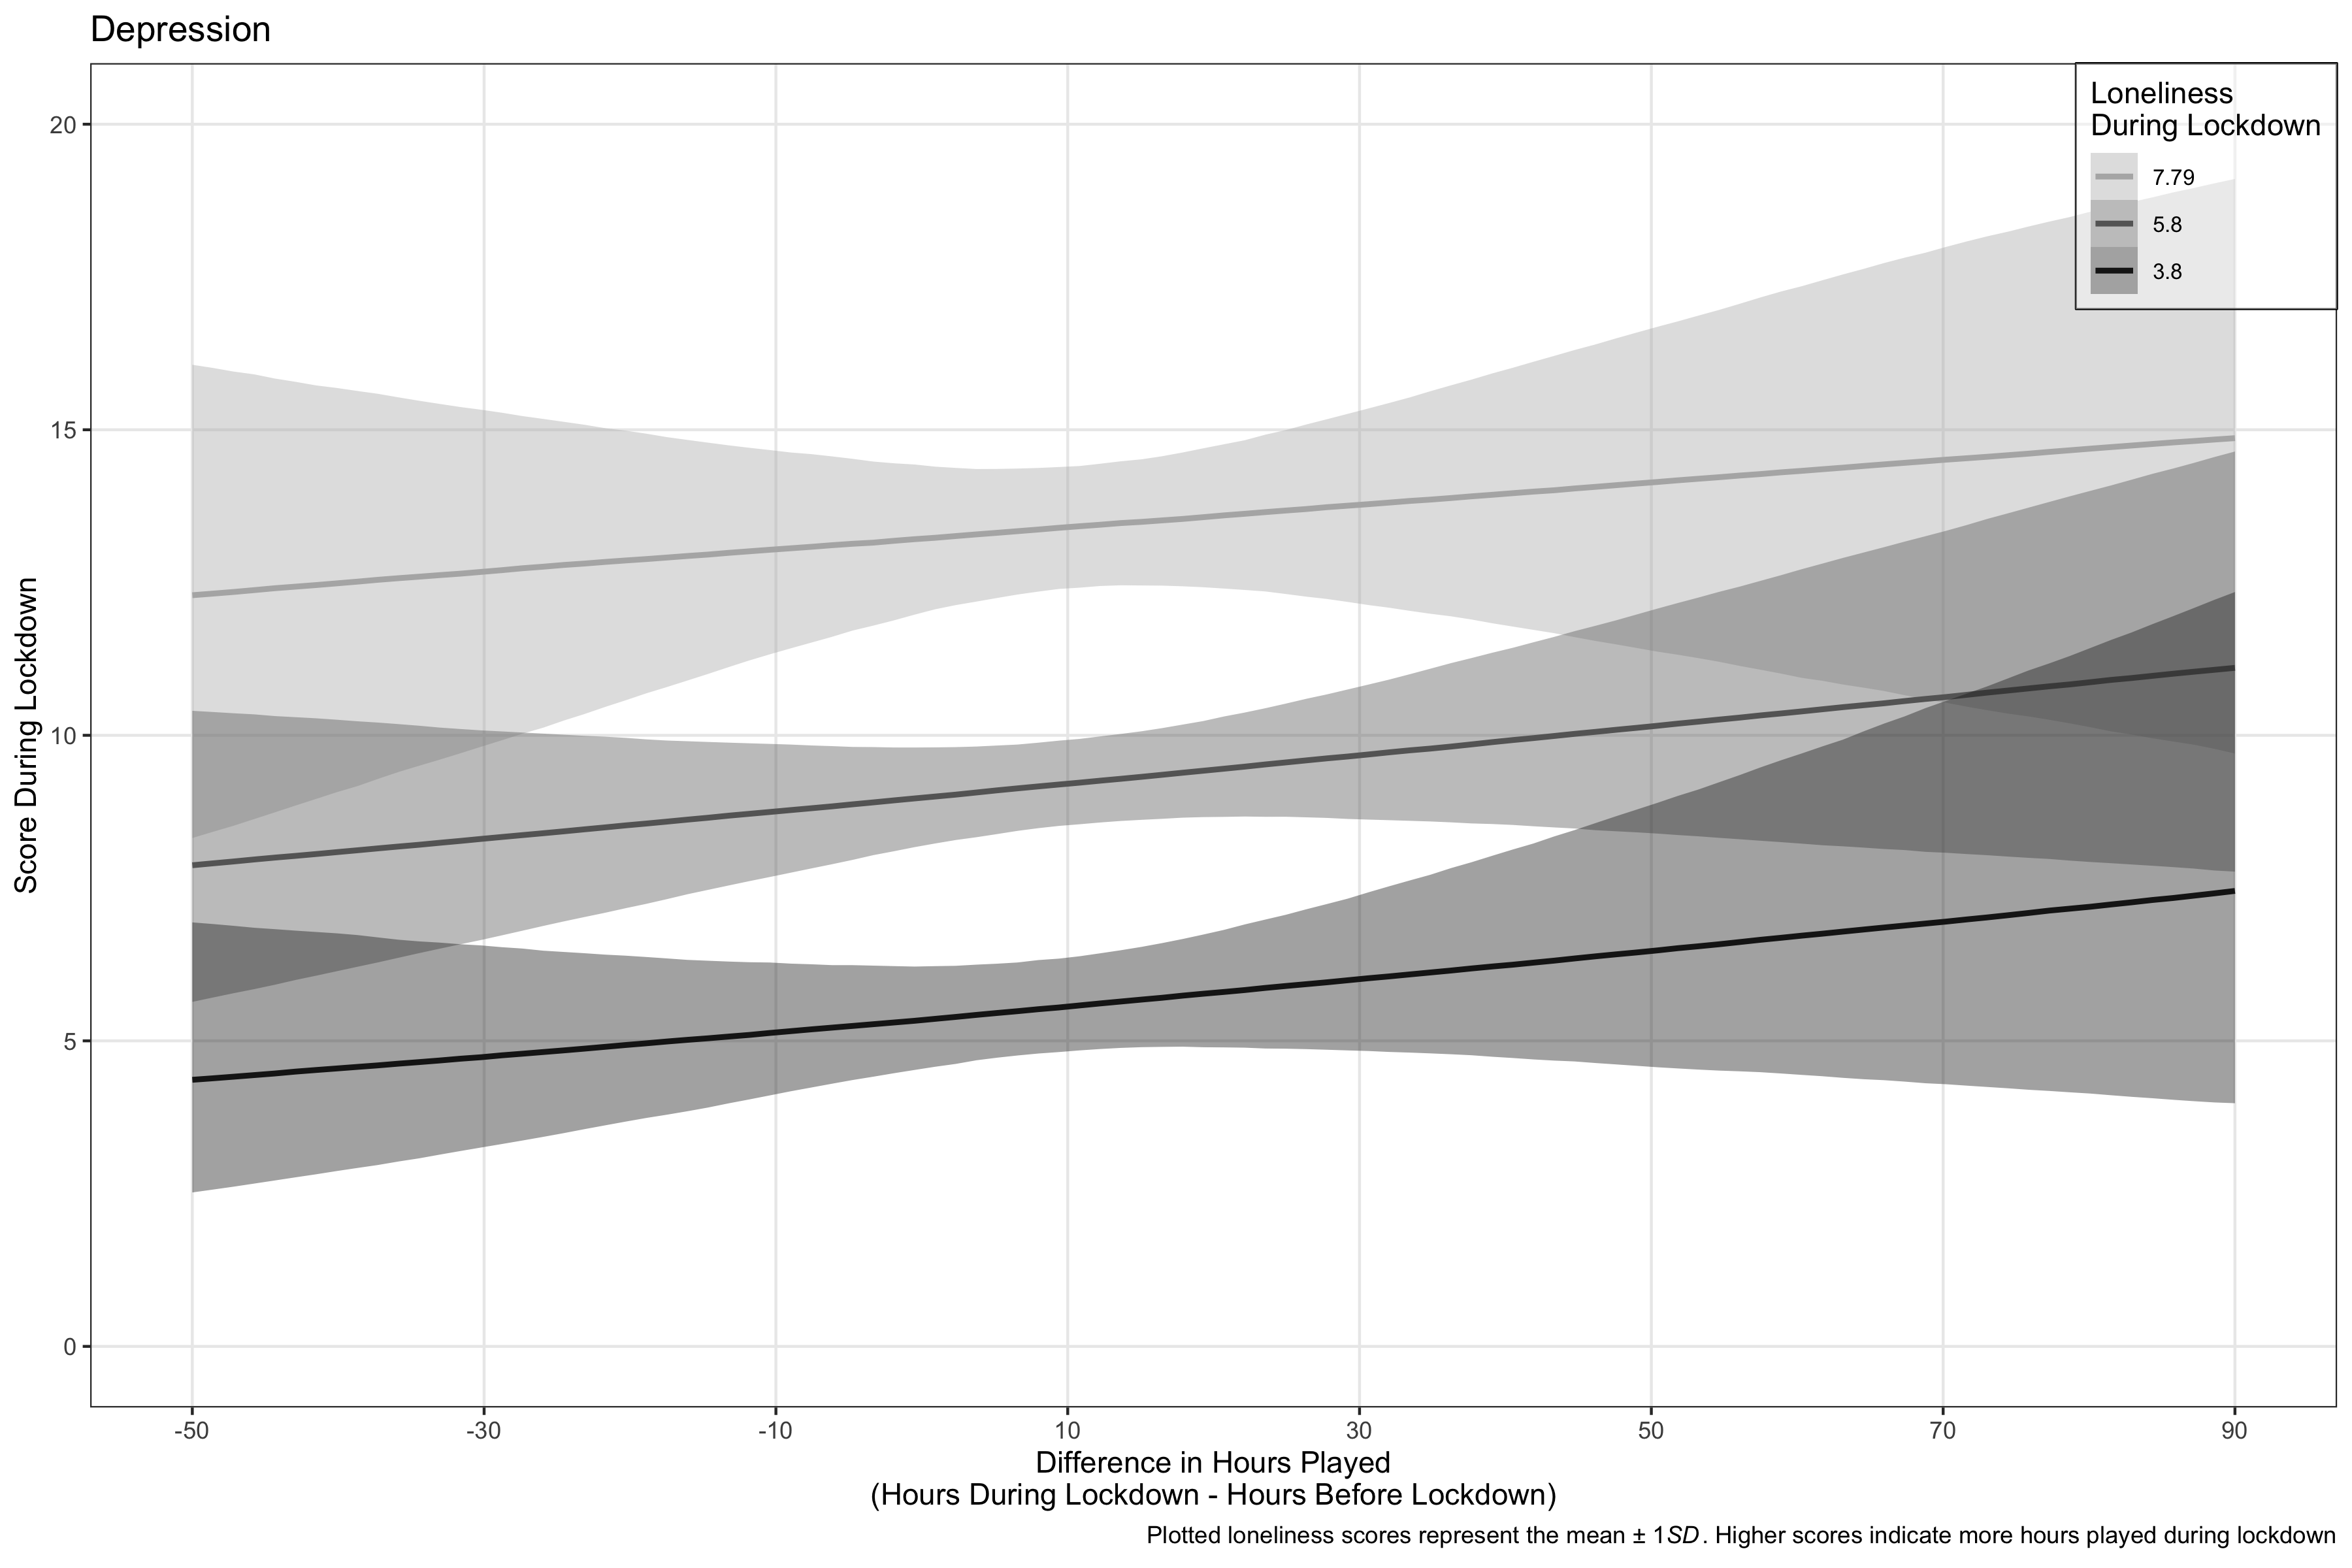 Depression
Loneliness
During Lockdown
7.79
5.8
3.8
Score During Lockdown
20
15
10
5
0
-50 -30 -10 10 30 50 70 90
Difference in Hours Played
(Hours During Lockdown - Hours Before Lockdown)
Plotted loneliness scores represent the mean ± 1SD. Higher scores indicate more hours played during lockdown